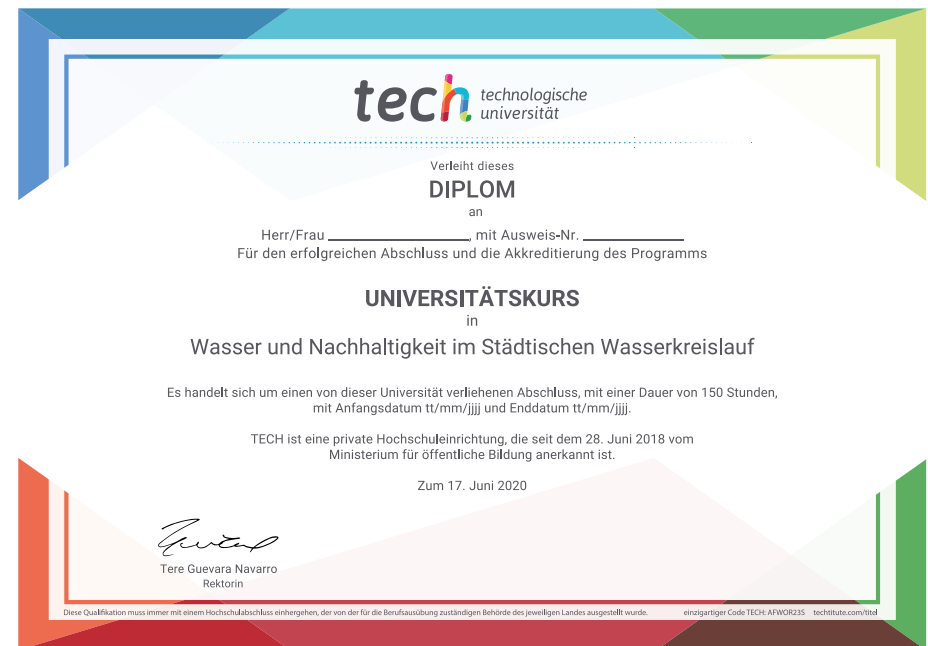 tech technologische
universität
Verleiht dieses
DIPLOM
an
Herr/Frau ____________, mit Ausweis-Nr. ____________
Für den erfolgreichen Abschluss und die Akkreditierung des Programms
UNIVERSITÄTSKURS
in
Wasser und Nachhaltigkeit im Städtischen Wasserkreislauf
Es handelt sich um einen von dieser Universität verliehenen Abschluss, mit einer Dauer von 150 Stunden,
mit Anfangsdatum tt/mm/jjjj und Enddatum tt/mm/jjjj.
TECH ist eine private Hochschuleinrichtung, die seit dem 28. Juni 2018 vom
Ministerium für öffentliche Bildung anerkannt ist.
Zum 17. Juni 2020
Tere Guevara Navarro
Rektorin
Diese Qualifikation muss immer mit einem Hochschulabschluss einhergehen, der von der für die Berufsausübung zuständigen Behörde des jeweiligen Landes ausgestellt wurde. einzigartiger Code TECH: AFWOR23S techtitute.com/titel